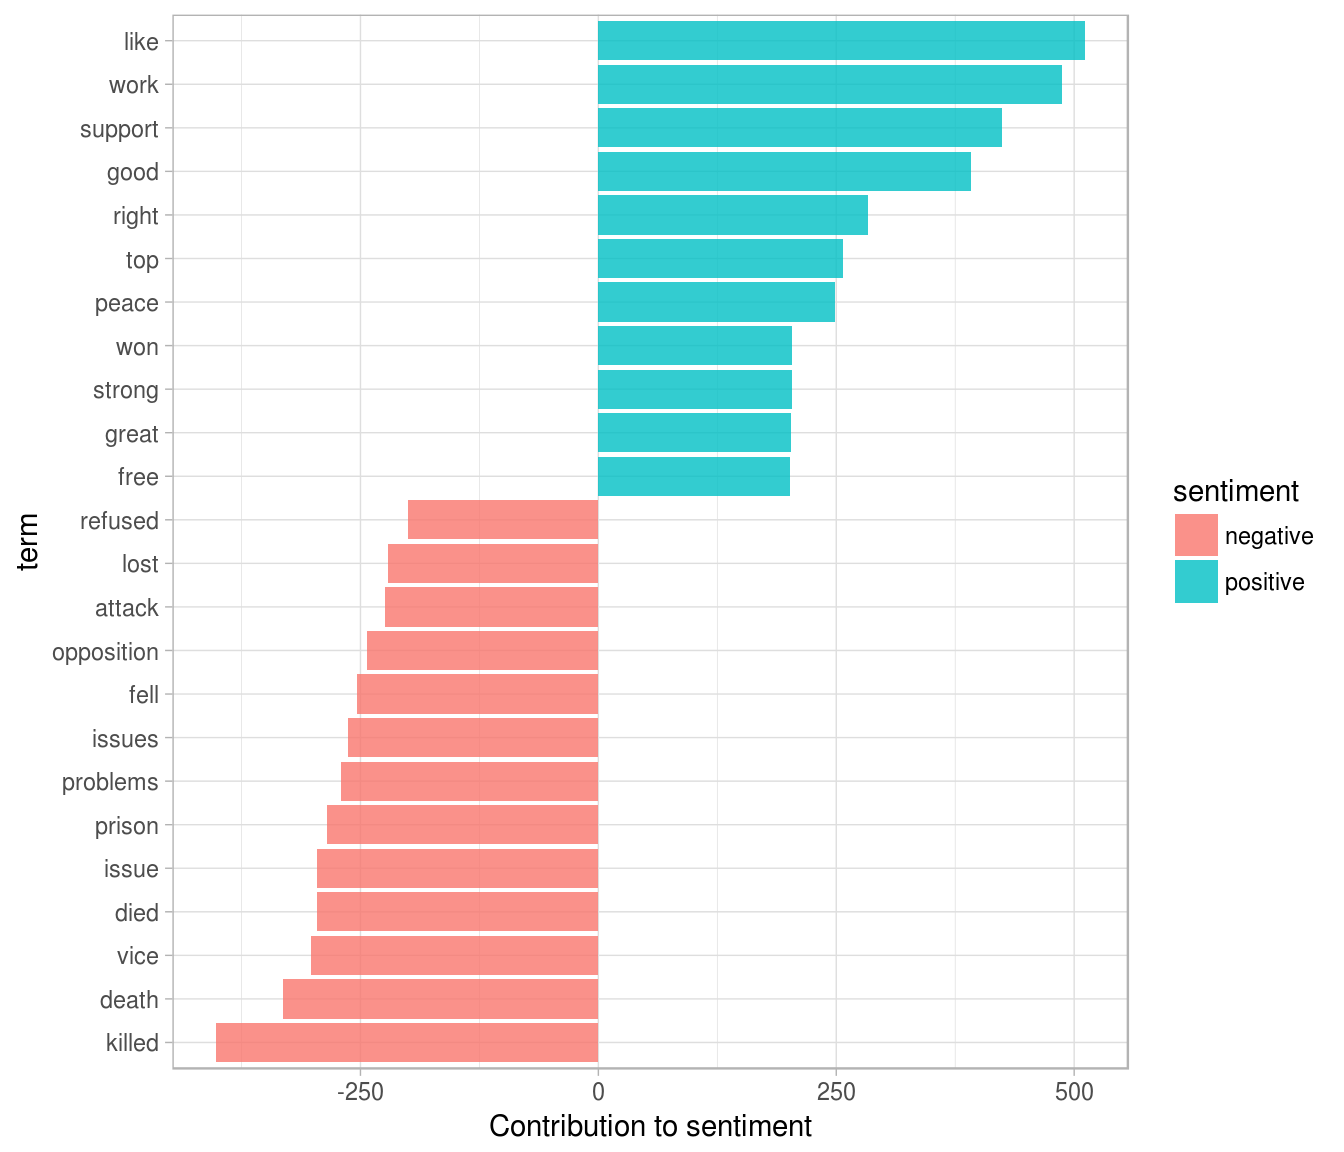 like
work
support
good
right
top
peace
won
strong
great
free
refused
lost
attack
opposition
fell
issues
problems
prison
issue
died
vice
death
killed
term
-250 0 250 500
Contribution to sentiment
sentiment
negative
positive